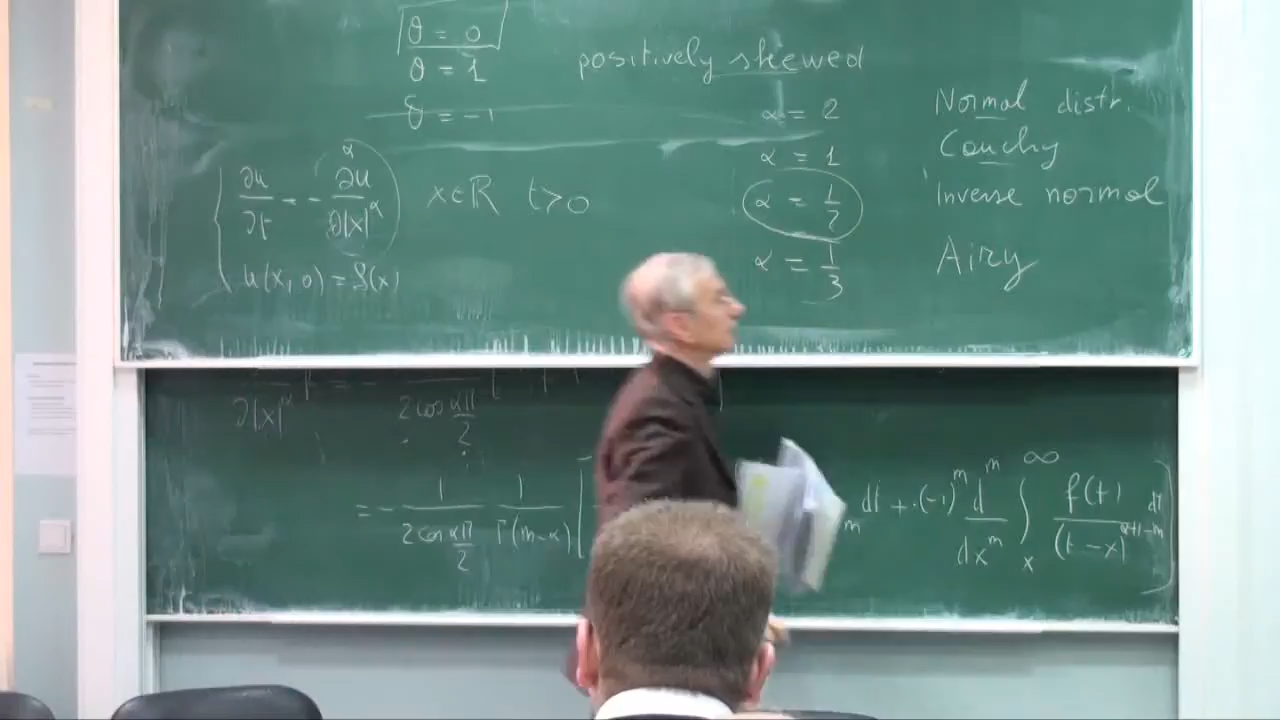 θ = 0
θ = 1
θ = -1
positively skewed
α = 2 Normal distr.
α = 1 Cauchy
α = 1/2 Inverse normal
α = 1/3 Airy
∂u/∂t = - ∂^α u/∂|x|^α x∈ℝ t>0
u(x,0) = δ(x)
∂|x|^α 2 cos απ/2
= - 1/(2 cos απ/2) 1/Γ(m-α) [ dt + (-1)^m d^m/dx^m ∫_x^∞ f(t)/(t-x)^(α+1-m) dt ]